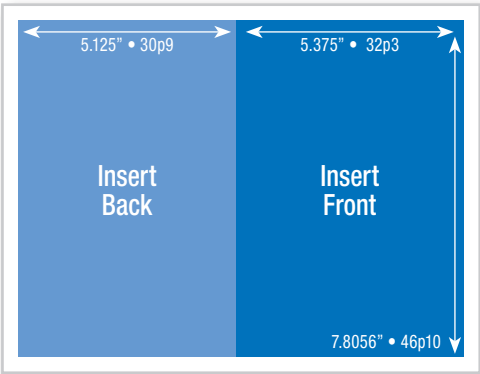 5.125" • 30p9
5.375" • 32p3
Insert
Back
Insert
Front
7.8056" • 46p10